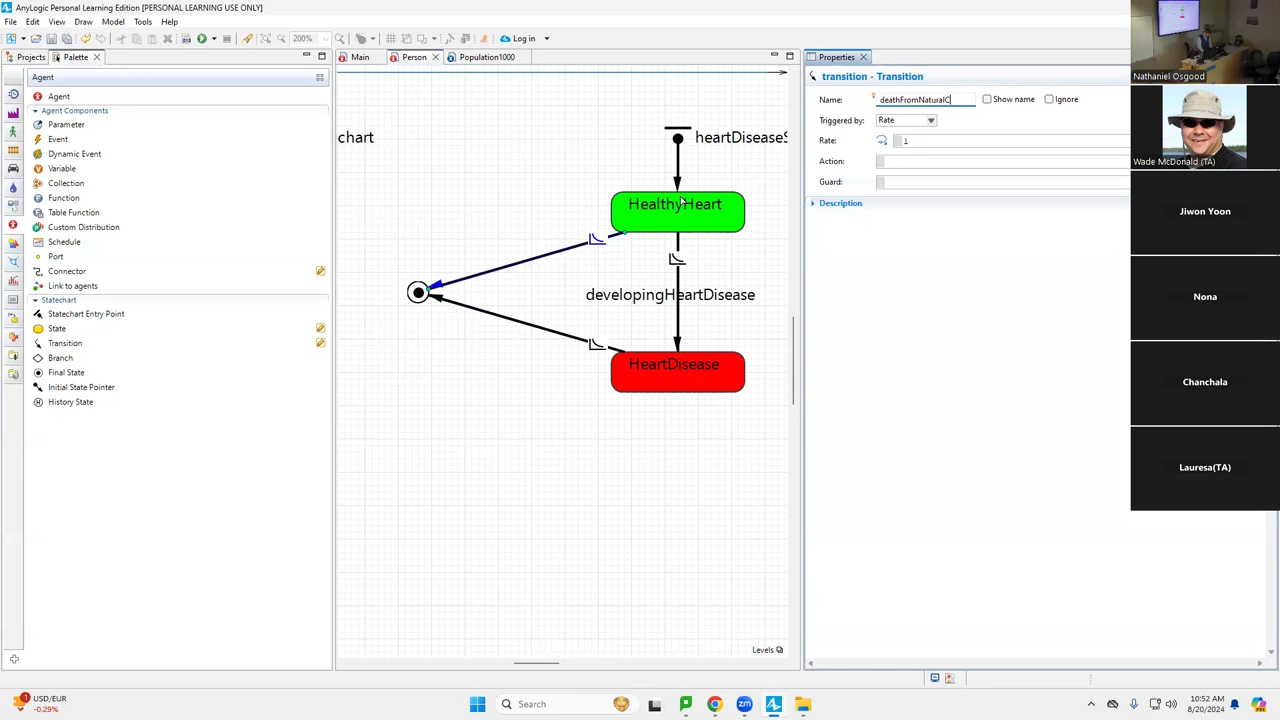 AnyLogic Personal Learning Edition [PERSONAL LEARNING USE ONLY]
File Edit View Draw Model Tools Help
200%
Log in
Projects
Palette
Main
Person
Population1000
Properties
Agent
Agent
Agent Components
Parameter
Event
Dynamic Event
Variable
Collection
Function
Table Function
Custom Distribution
Schedule
Port
Connector
Link to agents
Statechart
Statechart Entry Point
State
Transition
Branch
Final State
Initial State Pointer
History State
chart
heartDiseaseS
HealthyHeart
developingHeartDisease
HeartDisease
Levels
transition - Transition
Name:
deathFromNaturalC
Show name
Ignore
Triggered by:
Rate
Rate:
1
Action:
Guard:
Description
Nathaniel Osgood
Wade McDonald (TA)
Jiwon Yoon
Nona
Chanchala
Lauresa(TA)
1
USD/EUR
-0.29%
Search
10:52 AM
8/20/2024